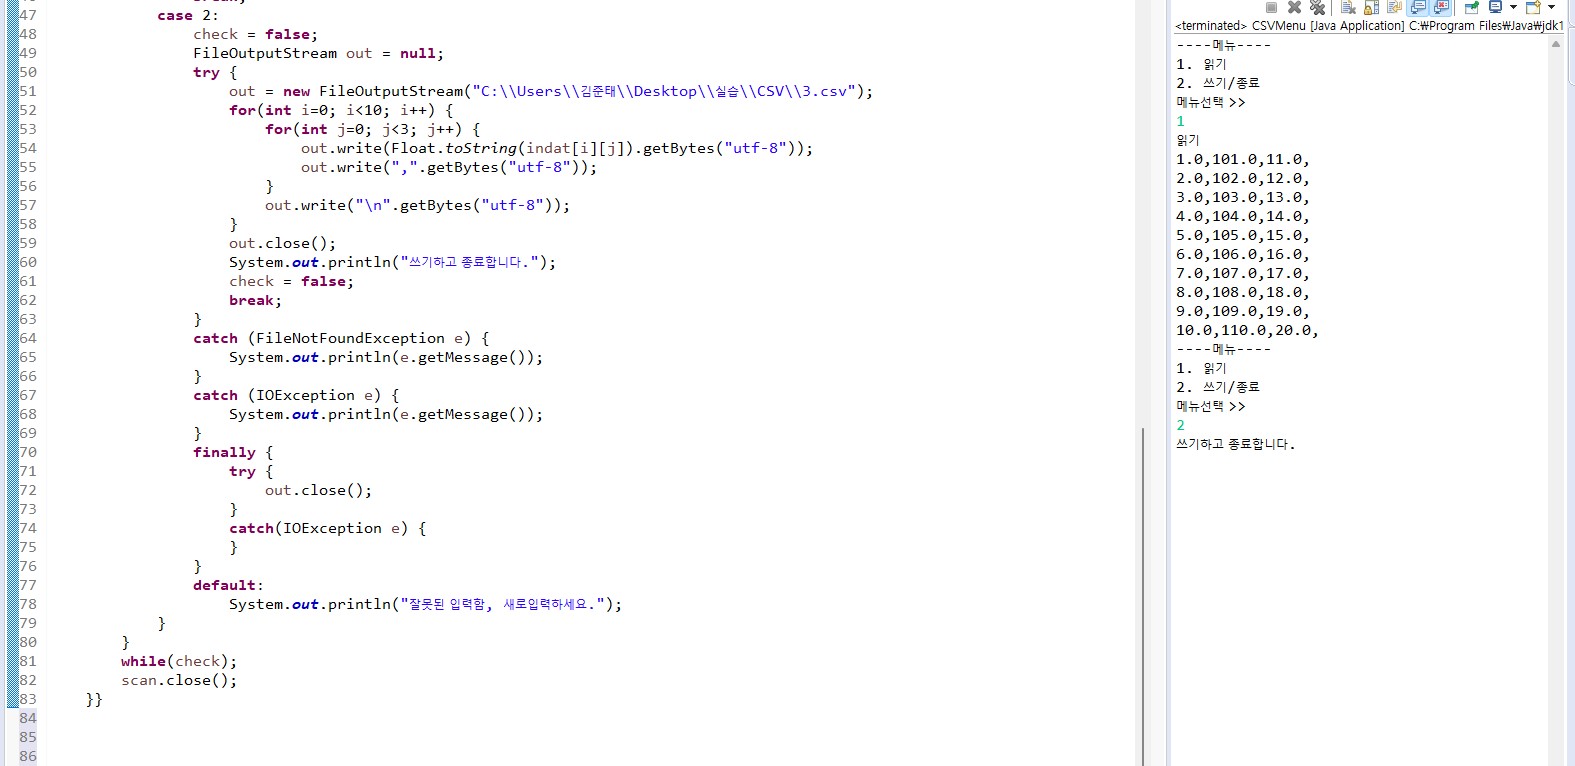 47 case 2:
48 check = false;
49 FileOutputStream out = null;
50 try {
51 out = new FileOutputStream("C:\\Users\\김준태\\Desktop\\실습\\CSV\\3.csv");
52 for(int i=0; i<10; i++) {
53 for(int j=0; j<3; j++) {
54 out.write(Float.toString(indat[i][j]).getBytes("utf-8"));
55 out.write(",".getBytes("utf-8"));
56 }
57 out.write("\n".getBytes("utf-8"));
58 }
59 out.close();
60 System.out.println("쓰기하고 종료합니다.");
61 check = false;
62 break;
63 }
64 catch (FileNotFoundException e) {
65 System.out.println(e.getMessage());
66 }
67 catch (IOException e) {
68 System.out.println(e.getMessage());
69 }
70 finally {
71 try {
72 out.close();
73 }
74 catch(IOException e) {
75 }
76 }
77 default:
78 System.out.println("잘못된 입력함, 새로입력하세요.");
79 }
80 }
81 while(check);
82 scan.close();
83 }}
84
85
86
<terminated> CSVMenu [Java Application] C:₩Program Files₩Java₩jdk1
----메뉴----
1. 읽기
2. 쓰기/종료
메뉴선택 >>
1
읽기
1.0,101.0,11.0,
2.0,102.0,12.0,
3.0,103.0,13.0,
4.0,104.0,14.0,
5.0,105.0,15.0,
6.0,106.0,16.0,
7.0,107.0,17.0,
8.0,108.0,18.0,
9.0,109.0,19.0,
10.0,110.0,20.0,
----메뉴----
1. 읽기
2. 쓰기/종료
메뉴선택 >>
2
쓰기하고 종료합니다.